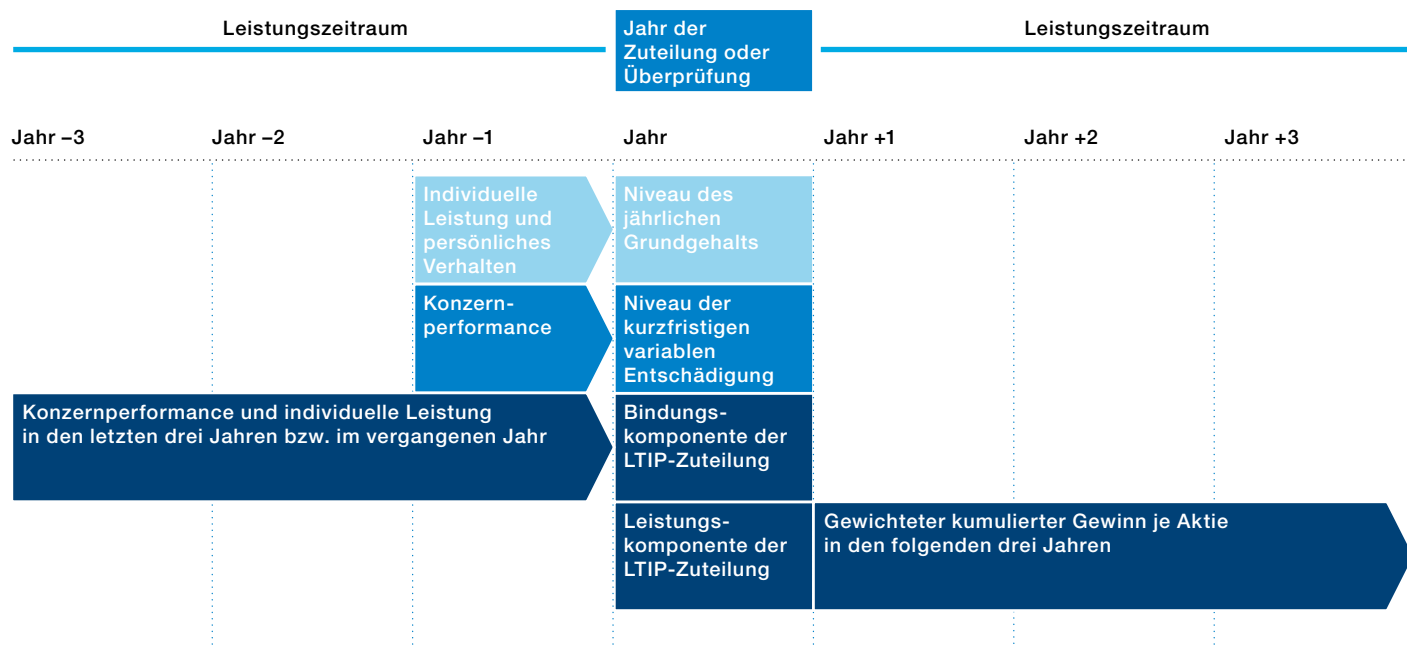 Leistungszeitraum
Jahr der
Zuteilung oder
Überprüfung
Leistungszeitraum
Jahr –3
Jahr –2
Jahr –1
Jahr
Jahr +1
Jahr +2
Jahr +3
Individuelle
Leistung und
persönliches
Verhalten
Niveau des
jährlichen
Grundgehalts
Konzern-
performance
Niveau der
kurzfristigen
variablen
Entschädigung
Konzernperformance und individuelle Leistung
in den letzten drei Jahren bzw. im vergangenen Jahr
Bindungs-
komponente der
LTIP-Zuteilung
Leistungs-
komponente der
LTIP-Zuteilung
Gewichteter kumulierter Gewinn je Aktie
in den folgenden drei Jahren